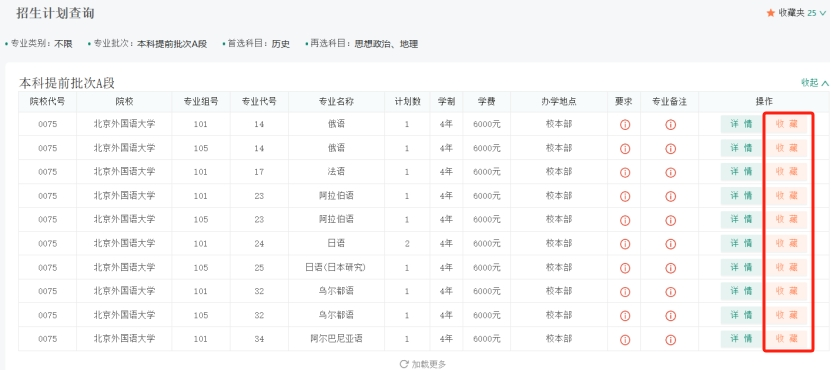 招生计划查询
收藏夹 25
专业类别：不限 专业批次：本科提前批次A段 首选科目：历史 再选科目：思想政治、地理
本科提前批次A段
收起
院校代号 院校 专业组号 专业代号 专业名称 计划数 学制 学费 办学地点 要求 专业备注 操作
0075 北京外国语大学 101 14 俄语 1 4年 6000元 校本部 详 情 收 藏
0075 北京外国语大学 105 14 俄语 1 4年 6000元 校本部 详 情 收 藏
0075 北京外国语大学 101 17 法语 1 4年 6000元 校本部 详 情 收 藏
0075 北京外国语大学 101 23 阿拉伯语 1 4年 6000元 校本部 详 情 收 藏
0075 北京外国语大学 105 23 阿拉伯语 1 4年 6000元 校本部 详 情 收 藏
0075 北京外国语大学 101 24 日语 2 4年 6000元 校本部 详 情 收 藏
0075 北京外国语大学 105 25 日语(日本研究) 1 4年 6000元 校本部 详 情 收 藏
0075 北京外国语大学 101 32 乌尔都语 1 4年 6000元 校本部 详 情 收 藏
0075 北京外国语大学 105 32 乌尔都语 1 4年 6000元 校本部 详 情 收 藏
0075 北京外国语大学 101 34 阿尔巴尼亚语 1 4年 6000元 校本部 详 情 收 藏
加载更多